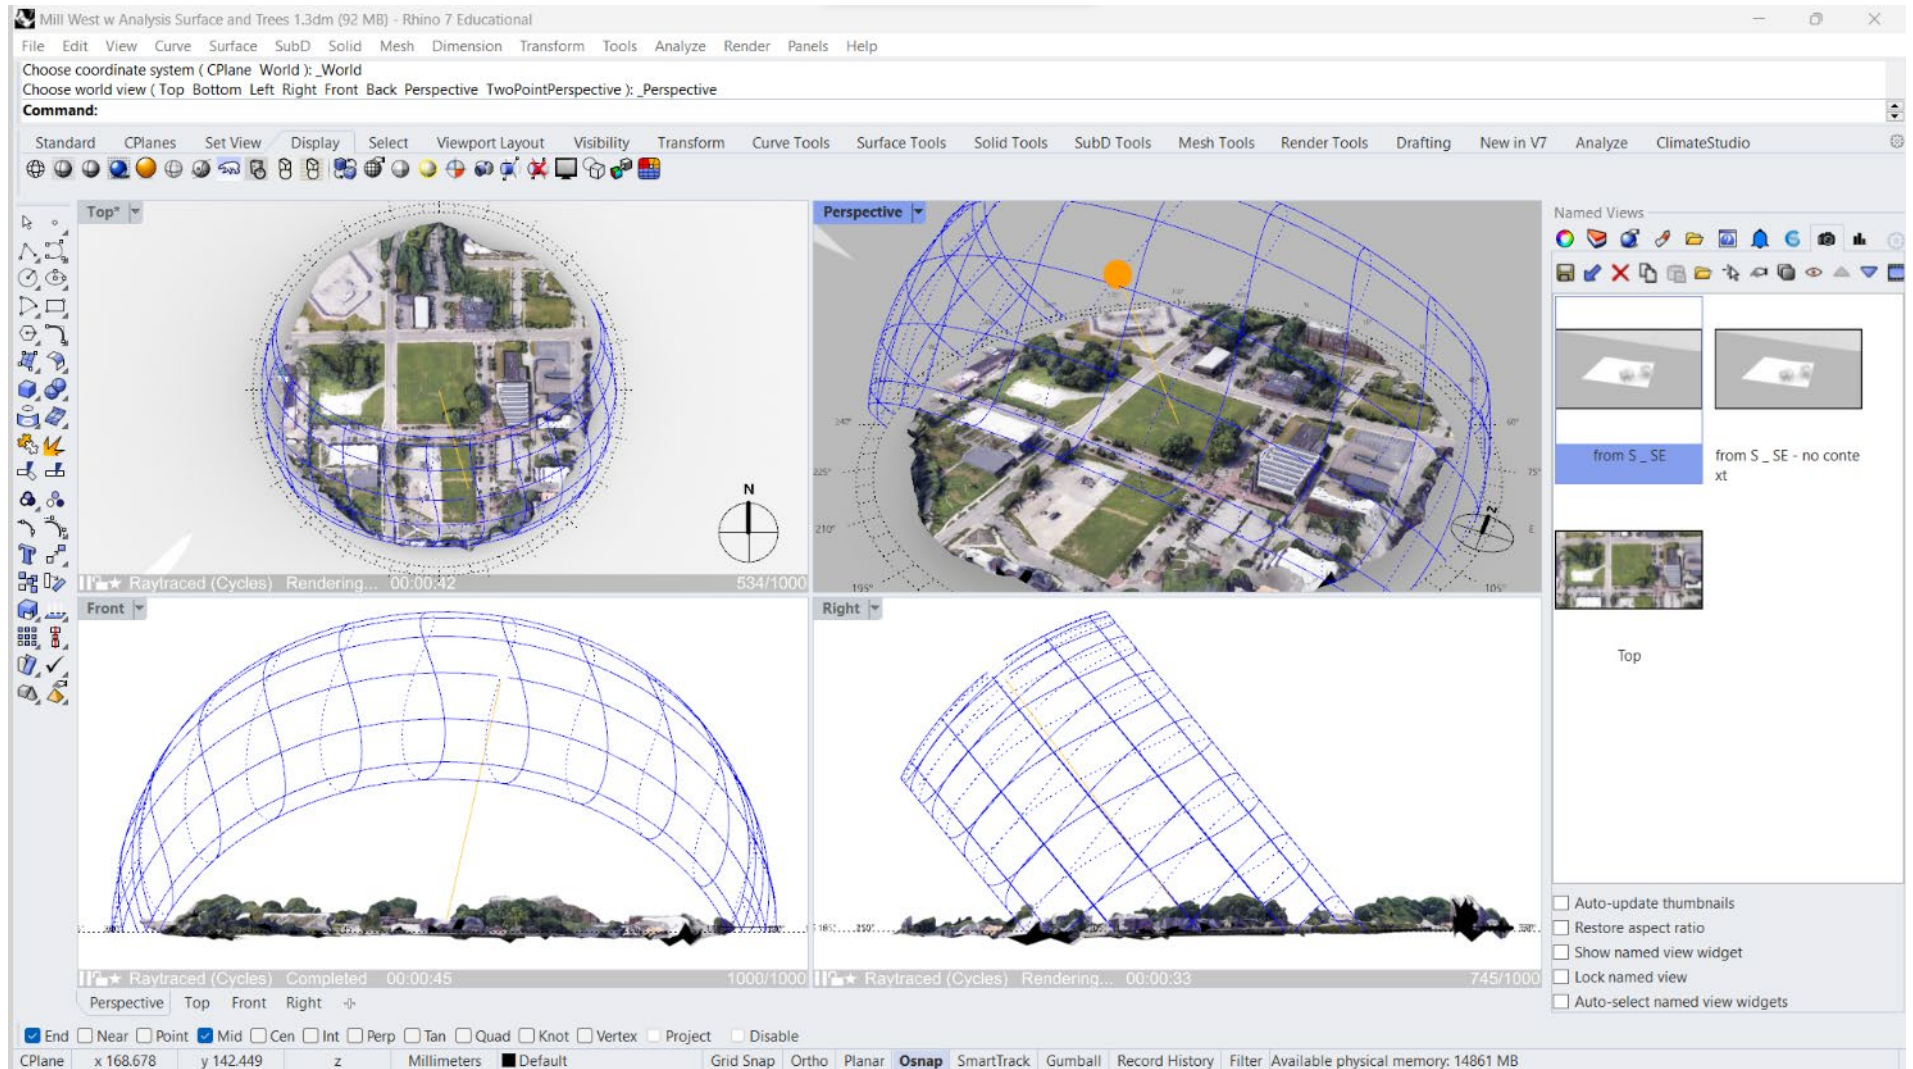 Mill West w Analysis Surface and Trees 1.3dm (92 MB) - Rhino 7 Educational
File Edit View Curve Surface SubD Solid Mesh Dimension Transform Tools Analyze Render Panels Help
Choose coordinate system ( CPlane World ): _World
Choose world view ( Top Bottom Left Right Front Back Perspective TwoPointPerspective ): _Perspective
Command:
Standard CPlanes Set View Display Select Viewport Layout Visibility Transform Curve Tools Surface Tools Solid Tools SubD Tools Mesh Tools Render Tools Drafting New in V7 Analyze ClimateStudio
Top*
N
Raytraced (Cycles) Rendering... 00:00:42 534/1000
Perspective
240°
225°
210°
195°
60°
75°
E
105°
N
Front
Raytraced (Cycles) Completed 00:00:45 1000/1000
Right
Raytraced (Cycles) Rendering... 00:00:33 745/1000
Named Views
from S _ SE
from S _ SE - no conte
xt
Top
Auto-update thumbnails
Restore aspect ratio
Show named view widget
Lock named view
Auto-select named view widgets
Perspective Top Front Right
End Near Point Mid Cen Int Perp Tan Quad Knot Vertex Project Disable
CPlane x 168.678 y 142.449 z Millimeters Default Grid Snap Ortho Planar Osnap SmartTrack Gumball Record History Filter Available physical memory: 14861 MB